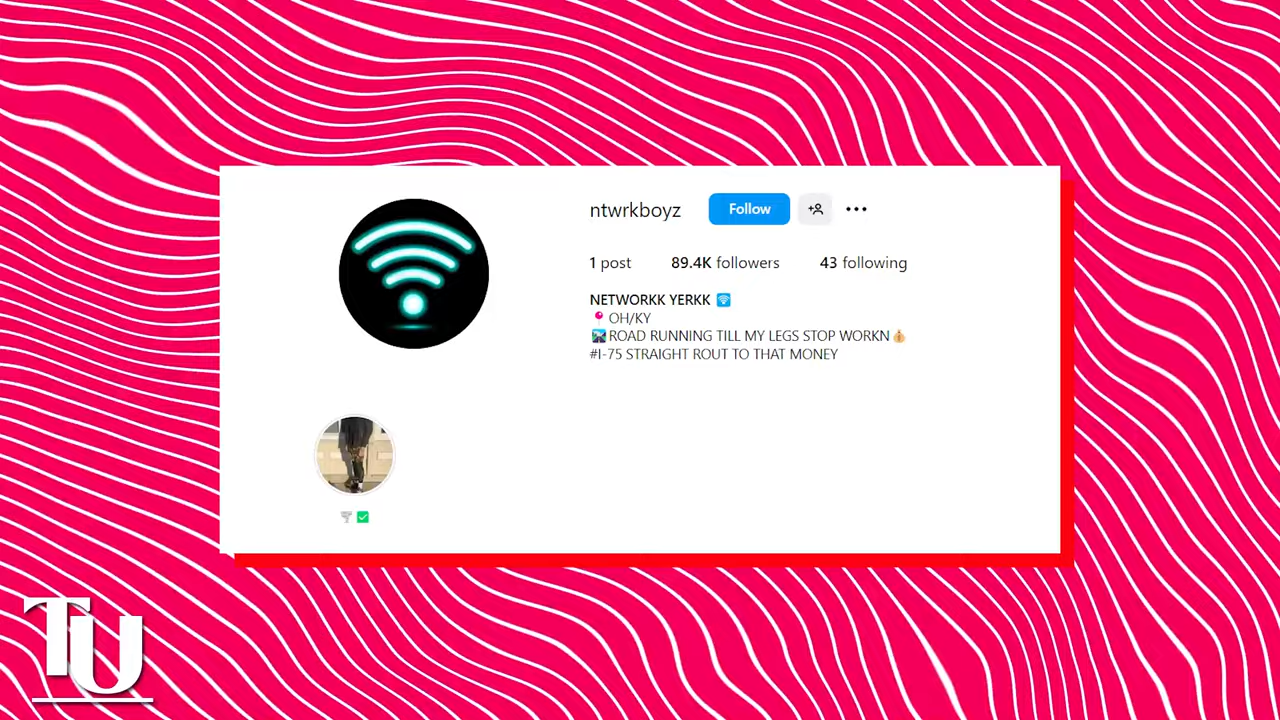 ntwrkboyz Follow
1 post 89.4K followers 43 following
NETWORKK YERKK 🛜
📍 OH/KY
🛣️ROAD RUNNING TILL MY LEGS STOP WORKN💰
#I-75 STRAIGHT ROUT TO THAT MONEY
TU